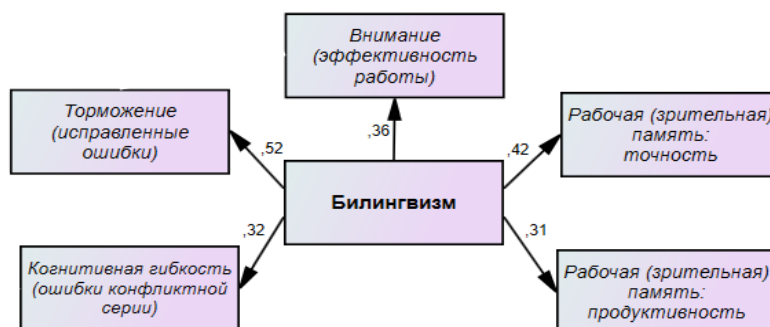 Внимание
(эффективность
работы)
Торможение
(исправленные
ошибки)
Рабочая (зрительная)
память:
точность
,52
,36
,42
Билингвизм
,32
,31
Когнитивная гибкость
(ошибки конфликтной
серии)
Рабочая (зрительная)
память:
продуктивность